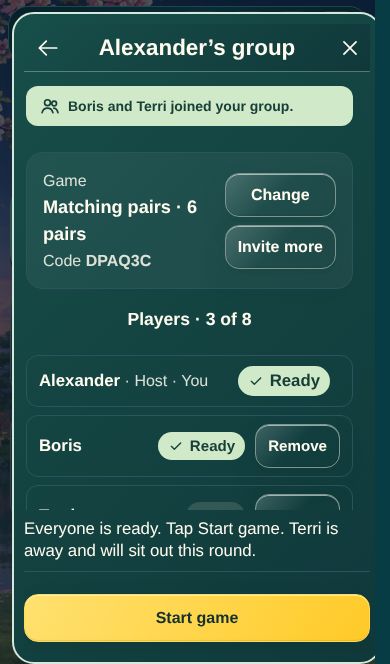 Alexander’s group
Boris and Terri joined your group.
Game
Matching pairs · 6
pairs
Code DPAQ3C
Change
Invite more
Players · 3 of 8
Alexander · Host · You
Ready
Boris
Ready
Remove
Everyone is ready. Tap Start game. Terri is
away and will sit out this round.
Start game